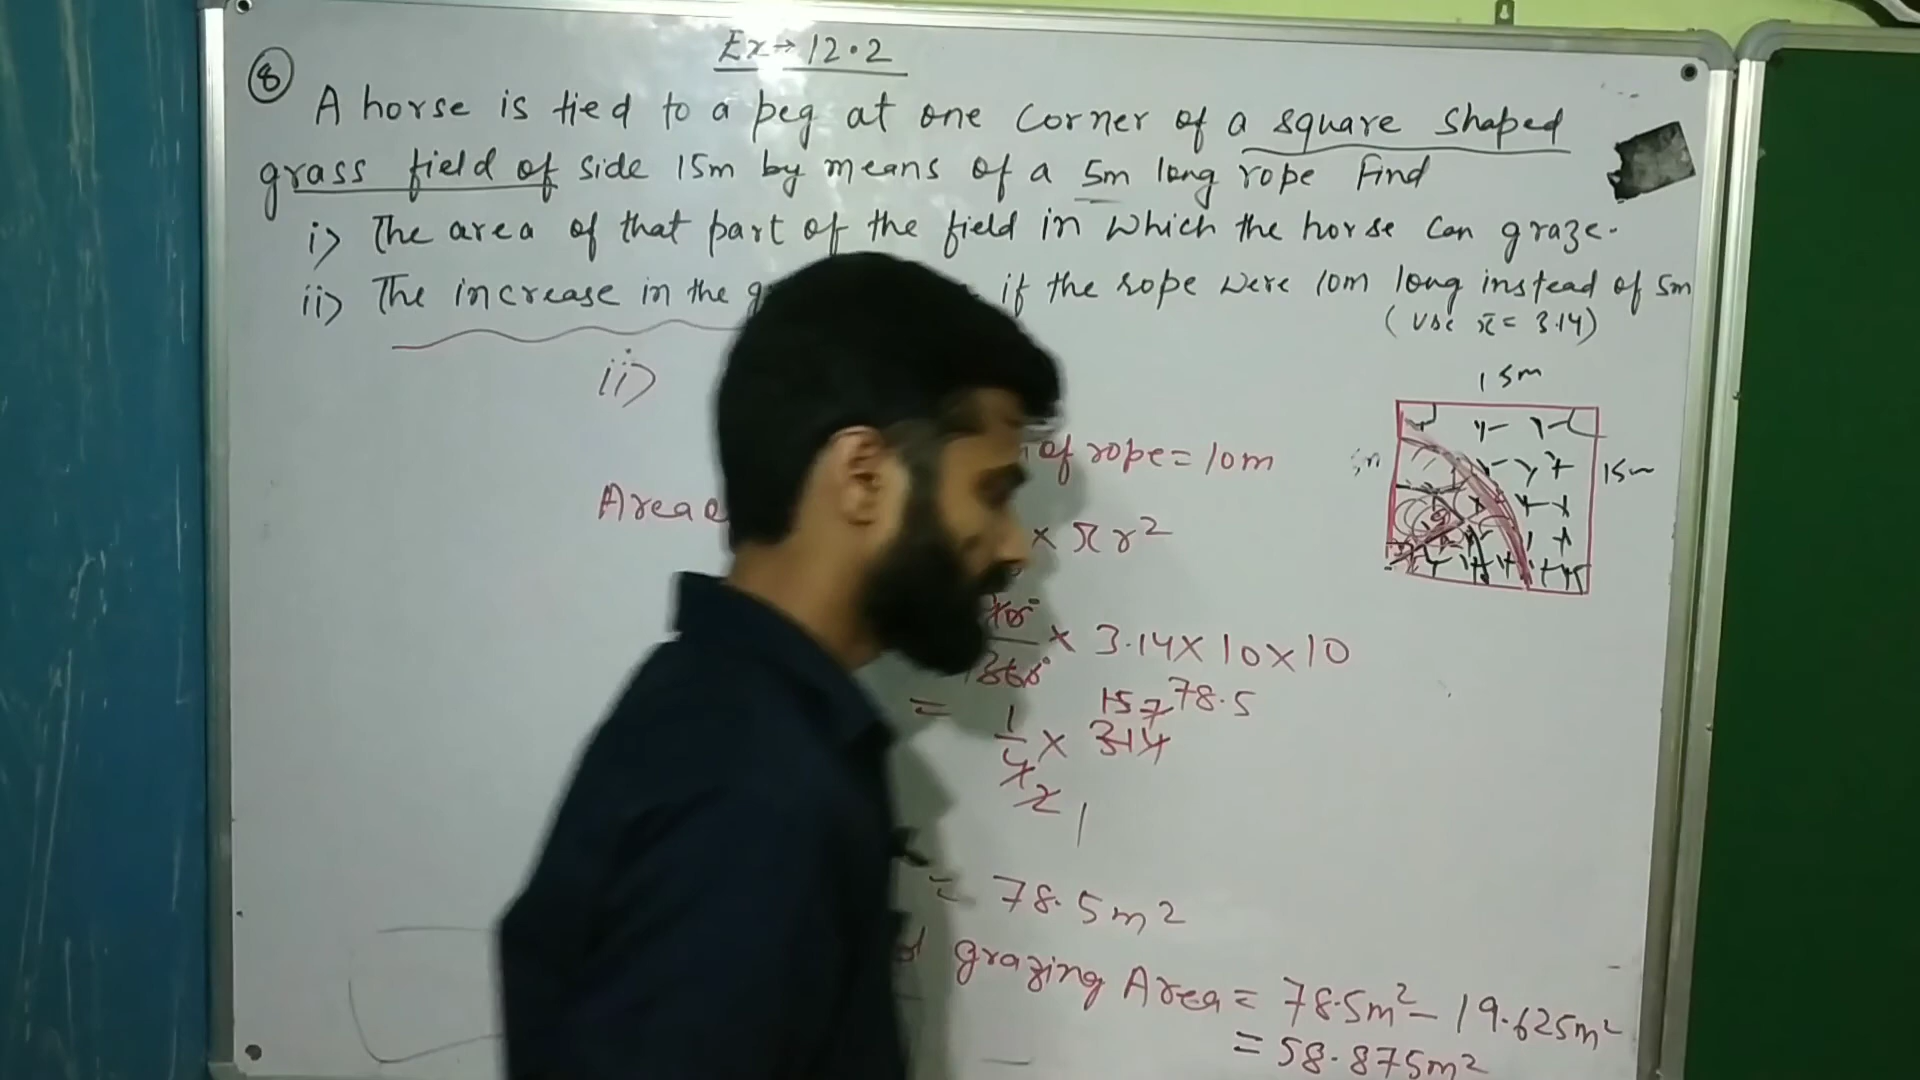 Ex→ 12.2
⑧ A horse is tied to a peg at one corner of a square shaped
grass field of side 15m by means of a 5m long rope Find
i) The area of that part of the field in which the horse can graze.
ii) The increase in the if the rope were 10m long instead of 5m
(use π = 3.14)
ii)
of rope = 10m
Area
× πr²
360° × 3.14 × 10 × 10
= 1/4 × 314
157 78.5
2
1
= 78.5m²
grazing Area = 78.5m² - 19.625m²
= 58.875m²
15m
15m